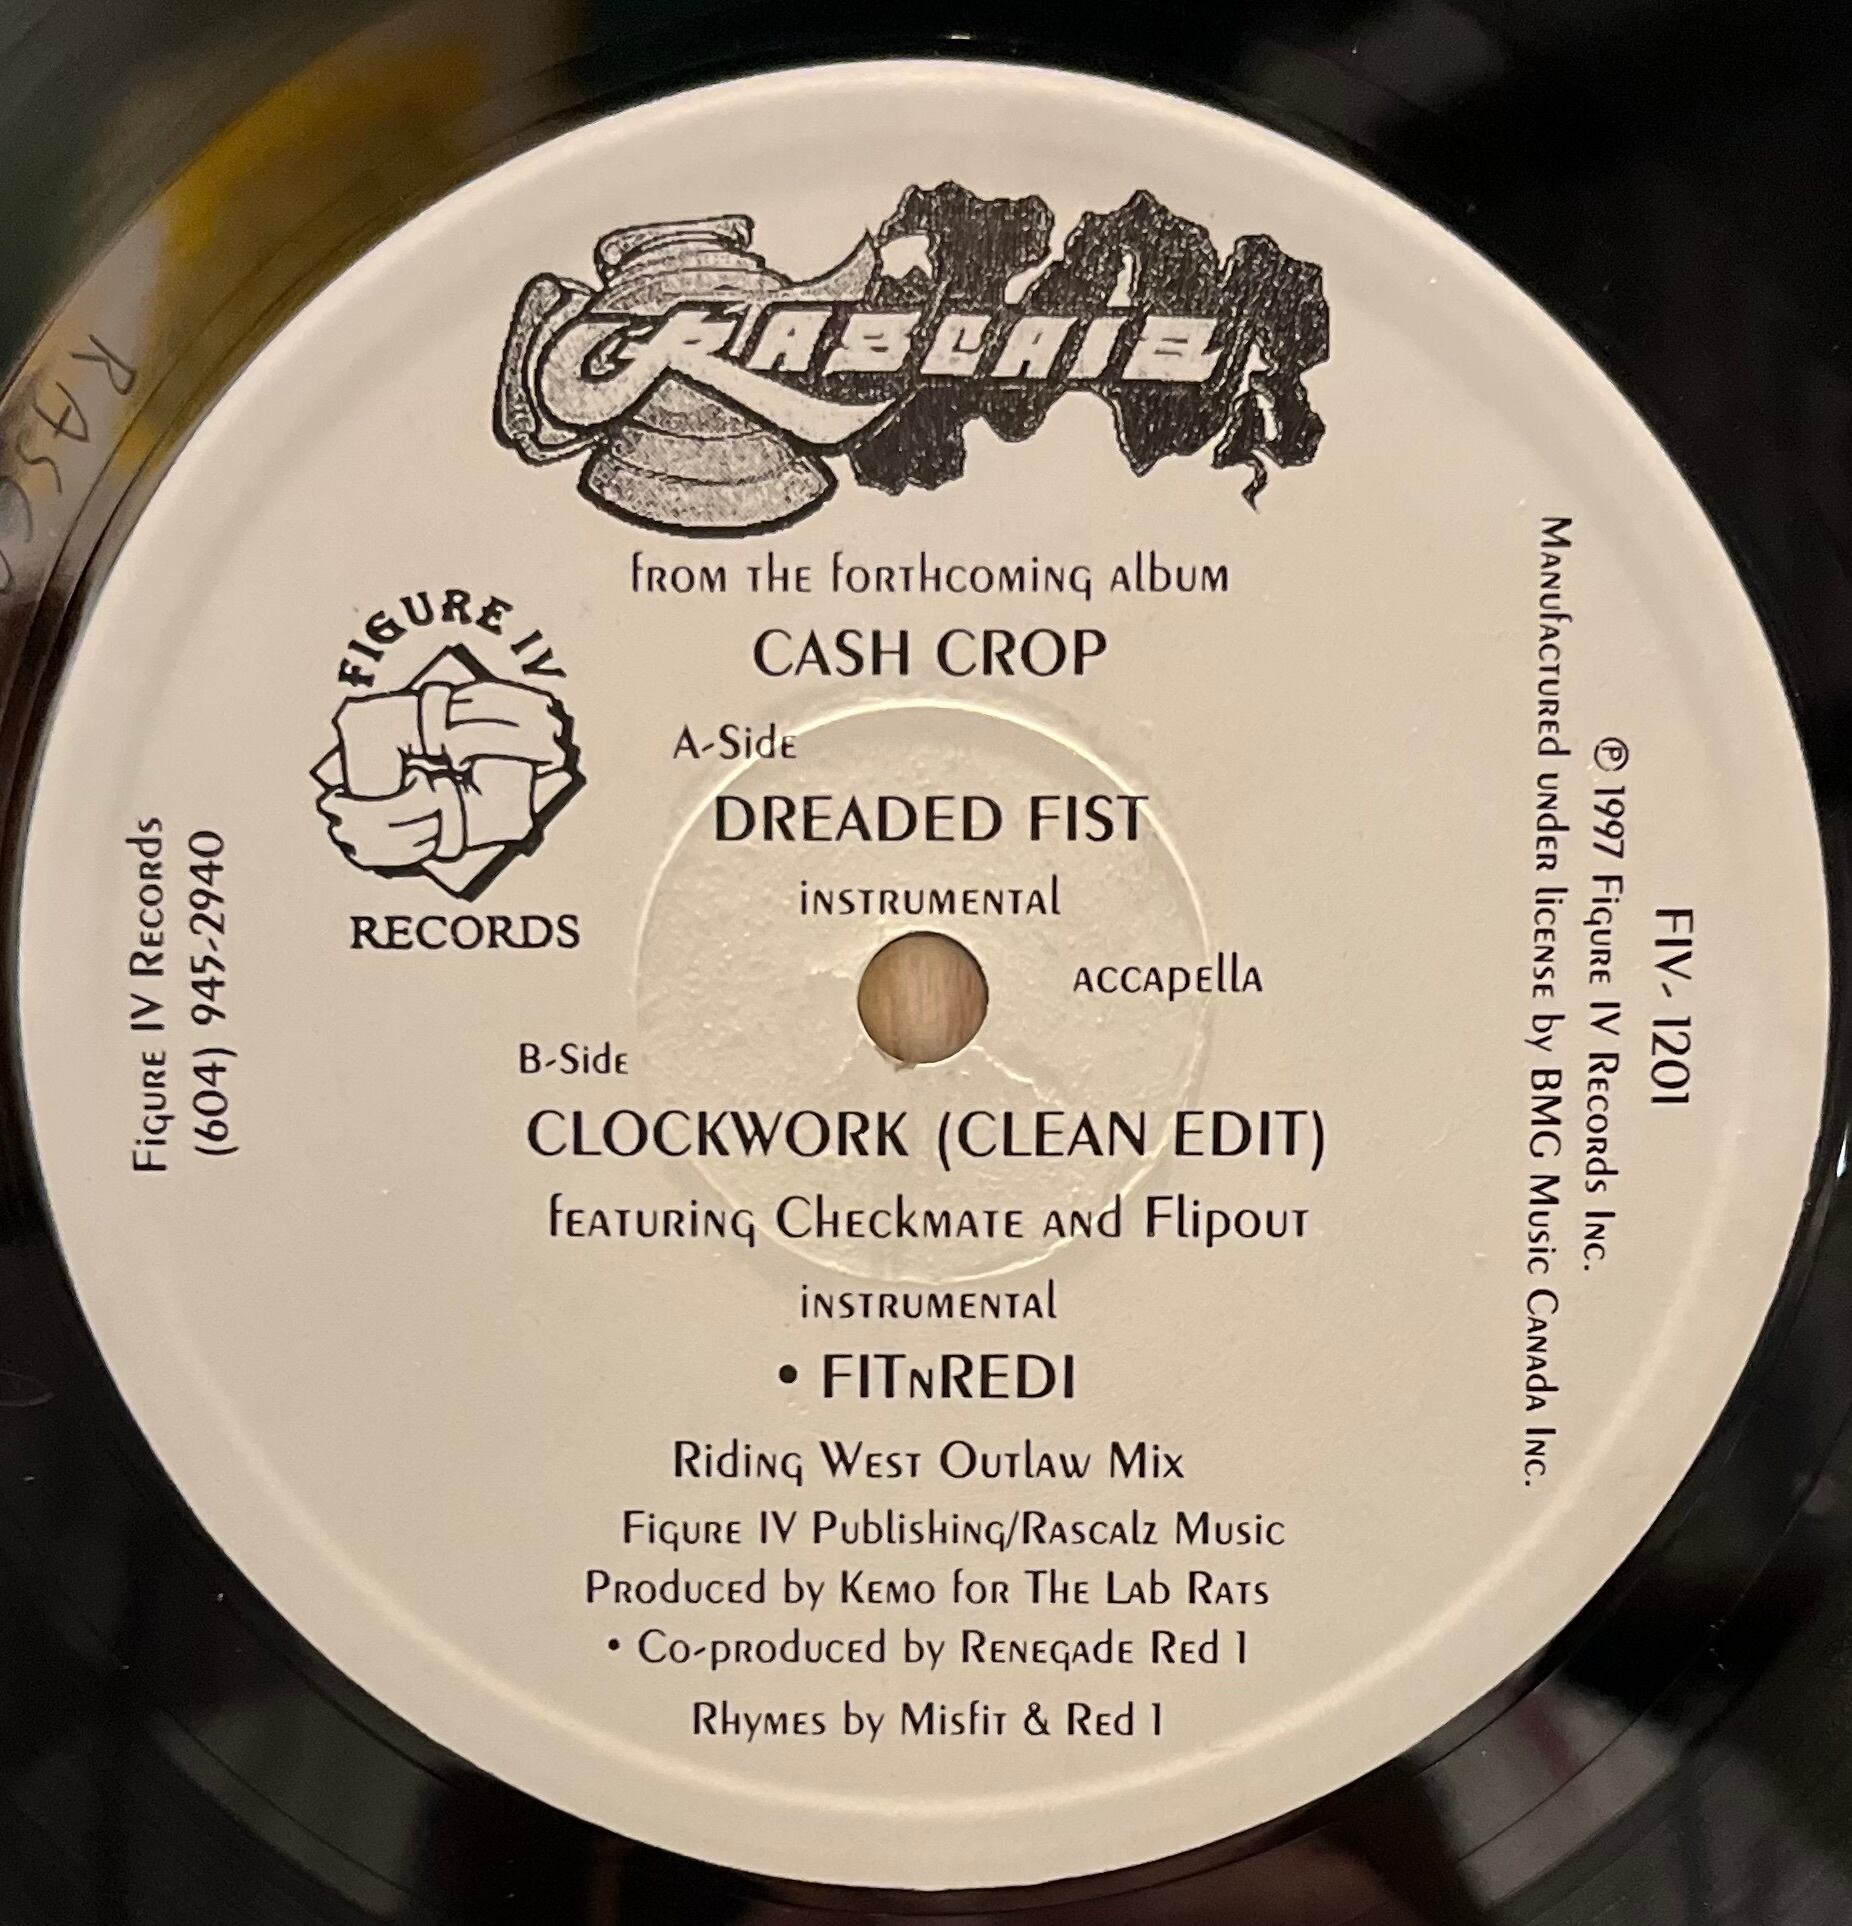 RASCALZ
FROM THE FORTHCOMING ALBUM
CASH CROP
FIGURE IV
RECORDS
A-Side
DREADED FIST
INSTRUMENTAL
ACCAPELLA
B-Side
CLOCKWORK (CLEAN EDIT)
FEATURING CHECKMATE AND FLIPOUT
INSTRUMENTAL
• FITNREDI
Riding West Outlaw Mix
Figure IV Publishing/Rascalz Music
Produced by Kemo for The Lab Rats
• Co-produced by Renegade Red 1
Rhymes by Misfit & Red 1
Figure IV Records
(604) 945-2940
FIV-1201
℗ 1997 Figure IV Records Inc.
Manufactured under license by BMG Music Canada Inc.
RASC